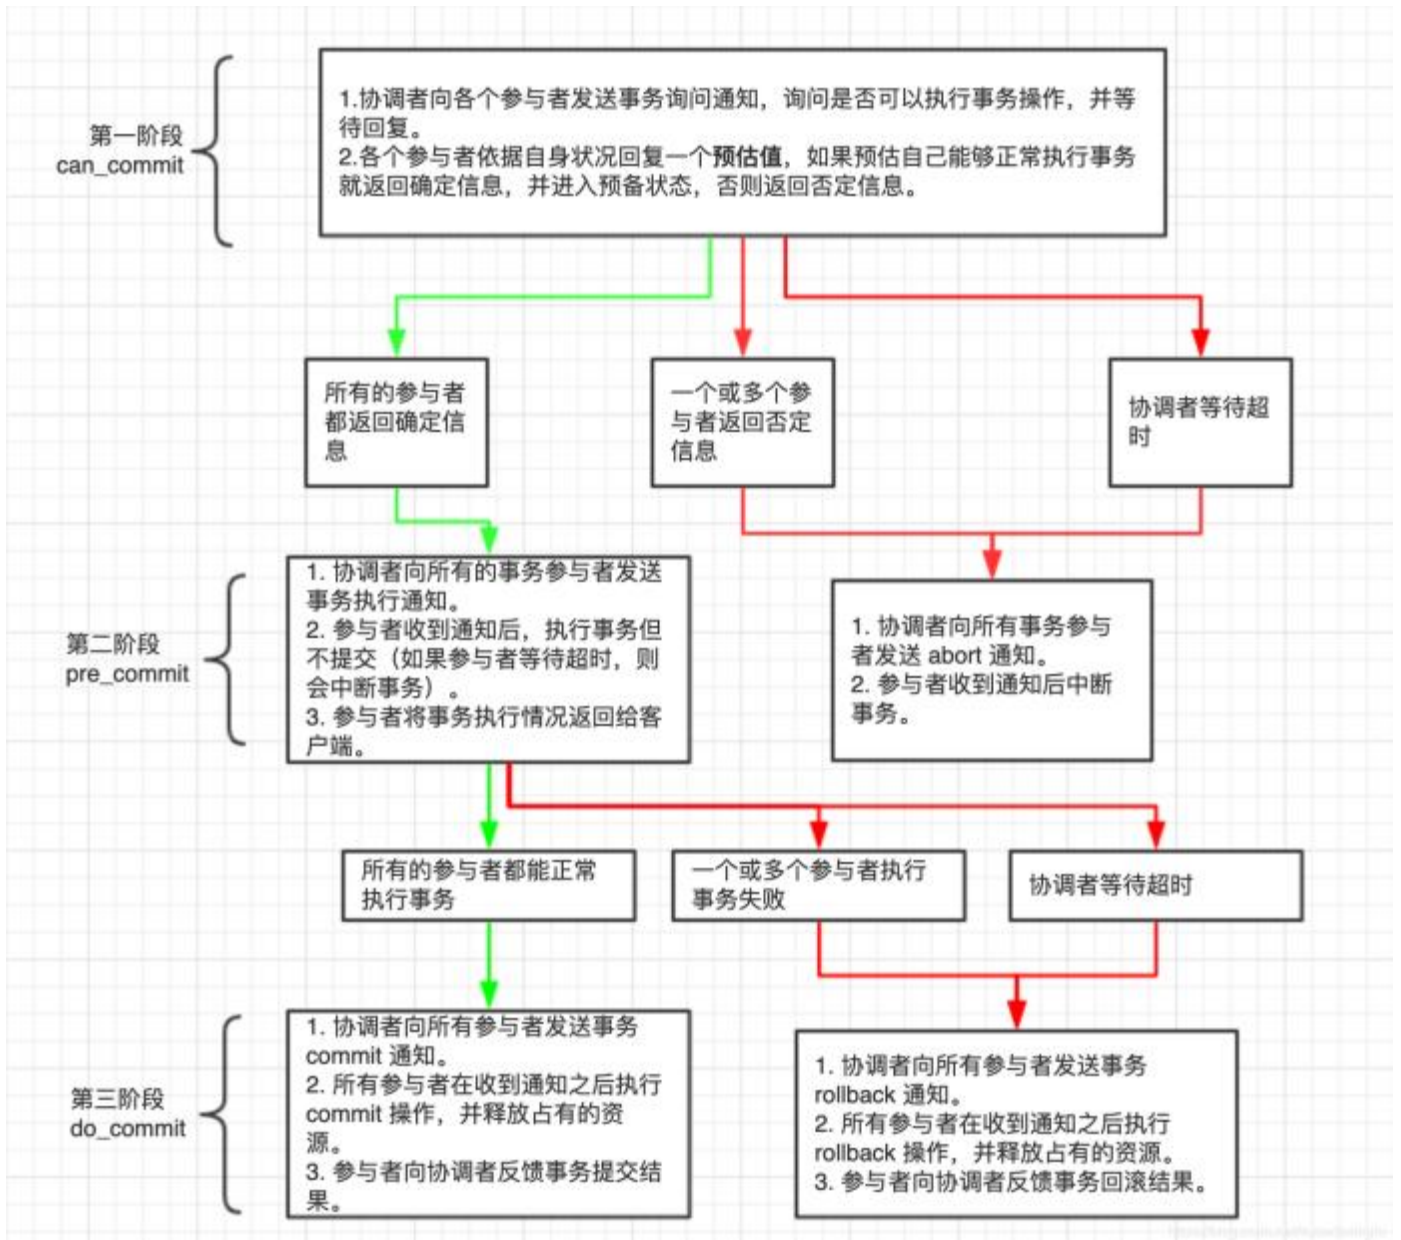 第一阶段
can_commit
1.协调者向各个参与者发送事务询问通知，询问是否可以执行事务操作，并等
待回复。
2.各个参与者依据自身状况回复一个预估值，如果预估自己能够正常执行事务
就返回确定信息，并进入预备状态，否则返回否定信息。
所有的参与者
都返回确定信
息
一个或多个参
与者返回否定
信息
协调者等待超
时
第二阶段
pre_commit
1. 协调者向所有的事务参与者发送
事务执行通知。
2. 参与者收到通知后，执行事务但
不提交（如果参与者等待超时，则
会中断事务）。
3. 参与者将事务执行情况返回给客
户端。
1. 协调者向所有事务参与
者发送 abort 通知。
2. 参与者收到通知后中断
事务。
所有的参与者都能正常
执行事务
一个或多个参与者执行
事务失败
协调者等待超时
第三阶段
do_commit
1. 协调者向所有参与者发送事务
commit 通知。
2. 所有参与者在收到通知之后执行
commit 操作，并释放占有的资
源。
3. 参与者向协调者反馈事务提交结
果。
1. 协调者向所有参与者发送事务
rollback 通知。
2. 所有参与者在收到通知之后执行
rollback 操作，并释放占有的资源。
3. 参与者向协调者反馈事务回滚结果。